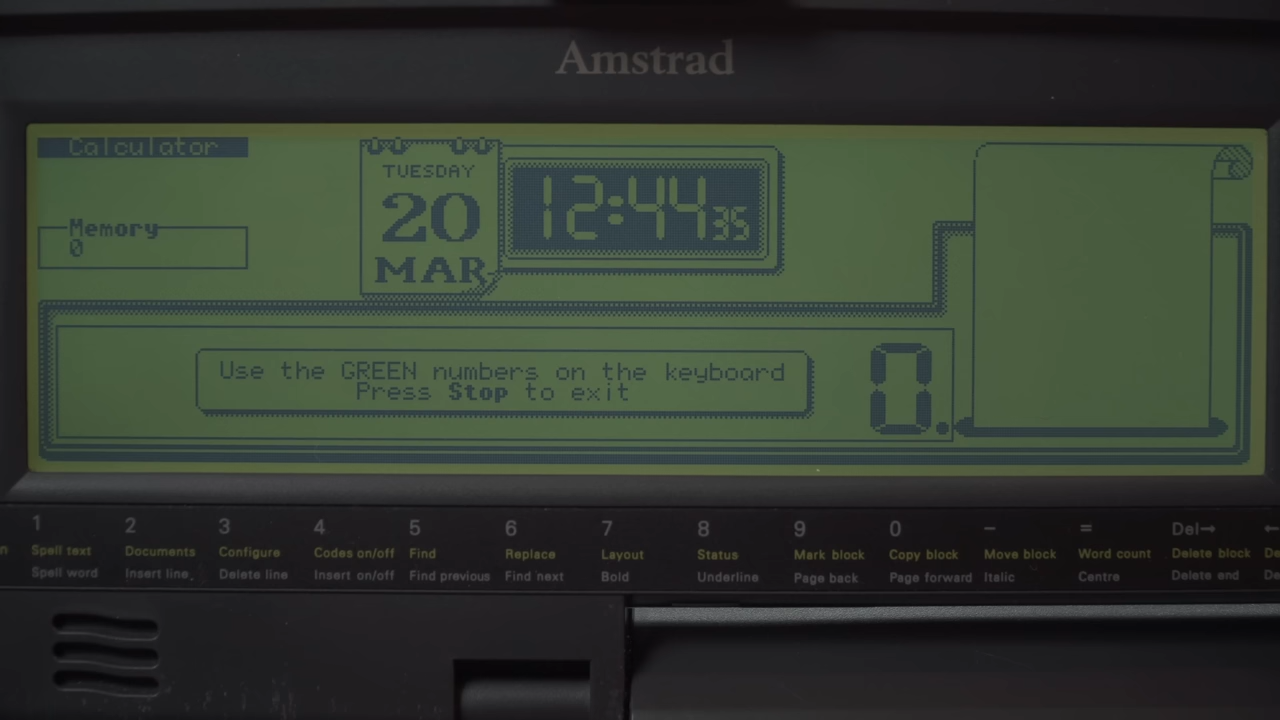 Amstrad
Calculator
TUESDAY
20
MAR
12:44 35
Memory
0
Use the GREEN numbers on the keyboard
Press Stop to exit
0.
1 2 3 4 5 6 7 8 9 0 - = Del→ ←
n Spell text Documents Configure Codes on/off Find Replace Layout Status Mark block Copy block Move block Word count Delete block De
Spell word Insert line Delete line Insert on/off Find previous Find next Bold Underline Page back Page forward Italic Centre Delete end De